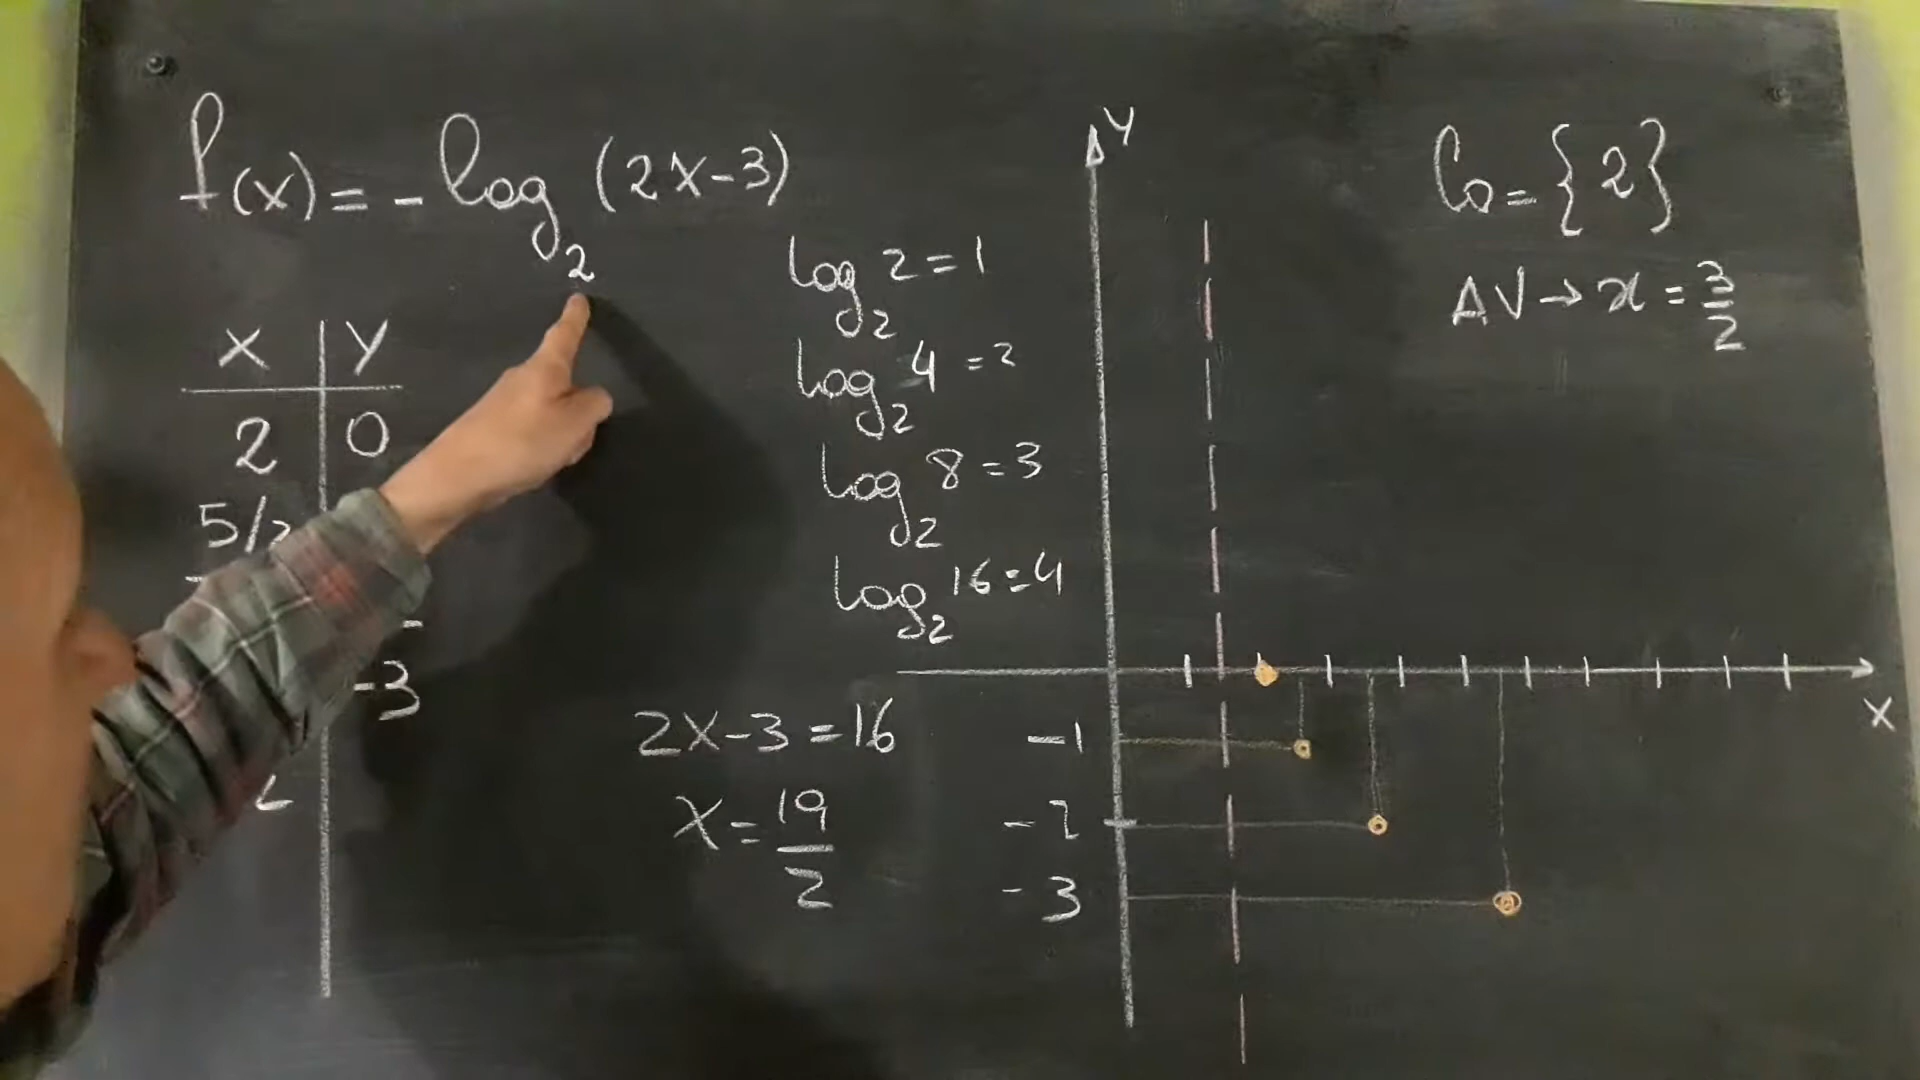 f(x) = -log₂ (2x-3)
X | Y
2 | 0
5/2
-
-3
2
log₂ 2 = 1
log₂ 4 = 2
log₂ 8 = 3
log₂ 16 = 4
2x-3 = 16
x = 19/2
Y
-1
-2
-3
X
C₀ = {2}
AV → x = 3/2